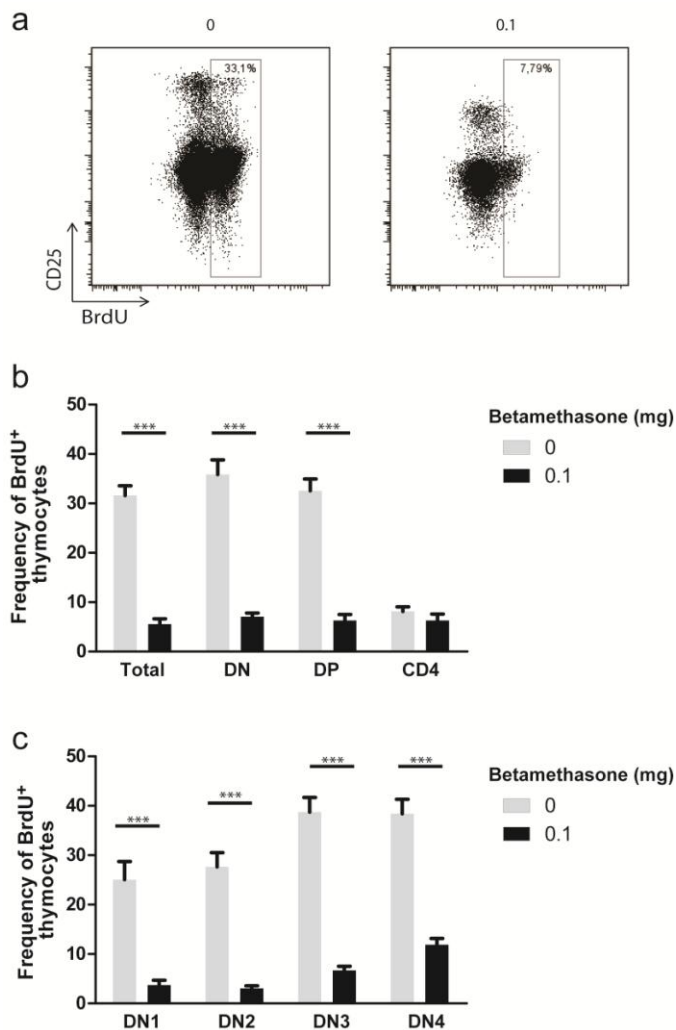 a
0
0.1
33,1%
7,79%
CD25
BrdU
b
Frequency of BrdU+
thymocytes
50
40
30
20
10
0
***
***
***
Total
DN
DP
CD4
Betamethasone (mg)
0
0.1
c
Frequency of BrdU+
thymocytes
50
40
30
20
10
0
***
***
***
***
DN1
DN2
DN3
DN4
Betamethasone (mg)
0
0.1